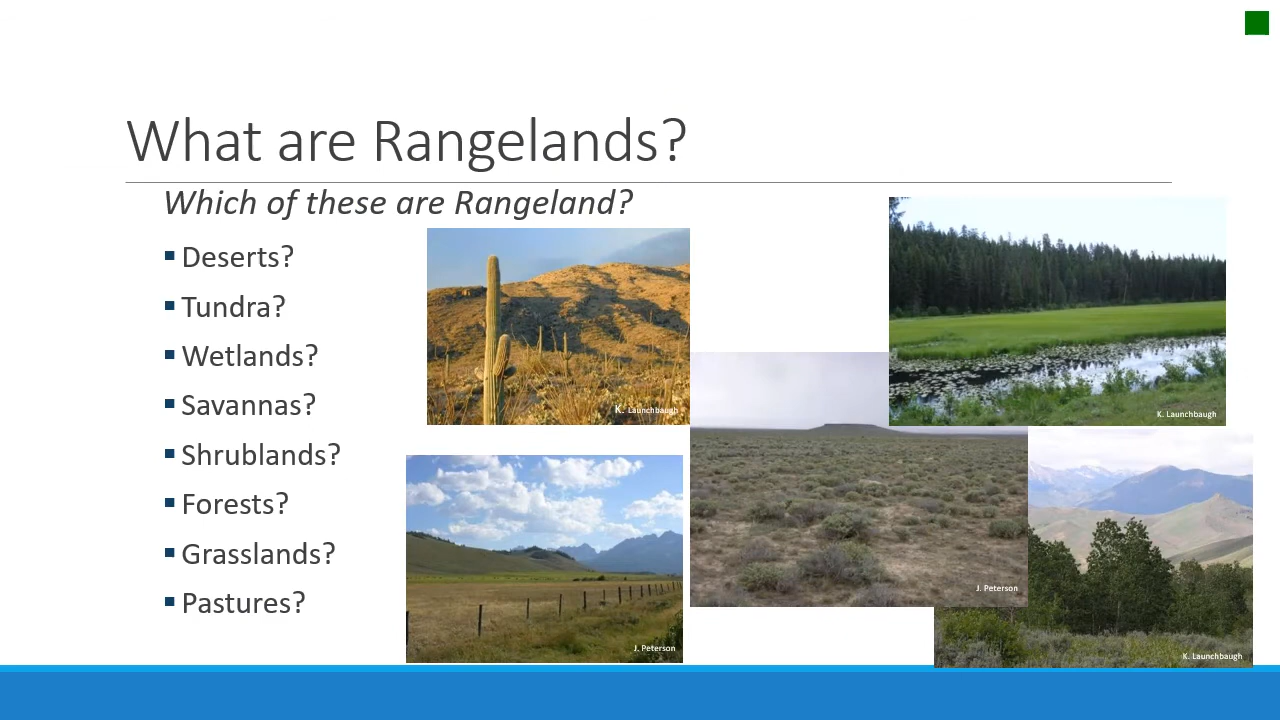 What are Rangelands?
Which of these are Rangeland?
▪ Deserts?
▪ Tundra?
▪ Wetlands?
▪ Savannas?
▪ Shrublands?
▪ Forests?
▪ Grasslands?
▪ Pastures?
K. Launchbaugh
K. Launchbaugh
J. Peterson
J. Peterson
K. Launchbaugh